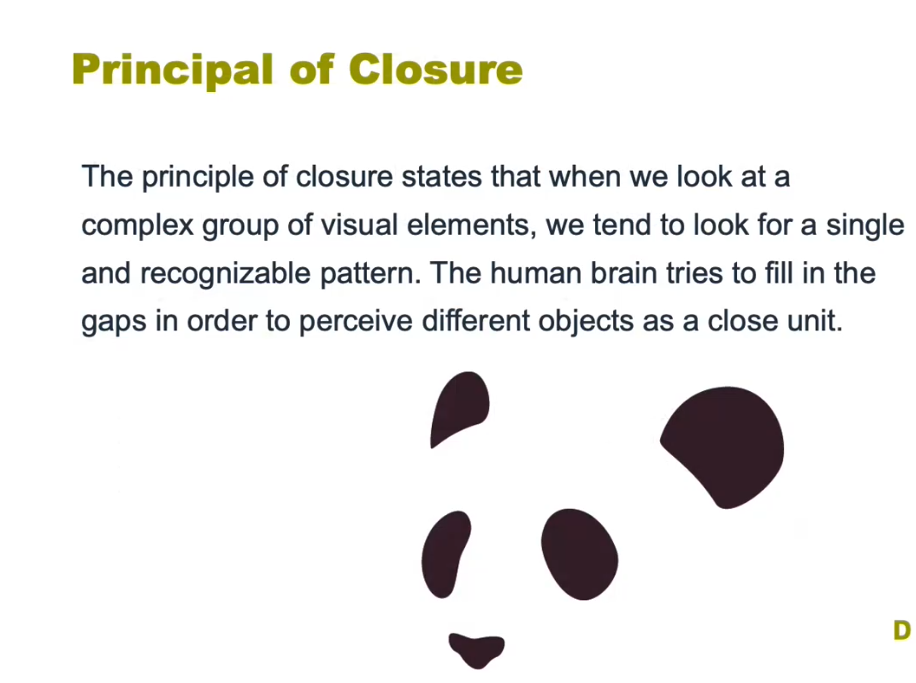 Principal of Closure
The principle of closure states that when we look at a
complex group of visual elements, we tend to look for a single
and recognizable pattern. The human brain tries to fill in the
gaps in order to perceive different objects as a close unit.
D